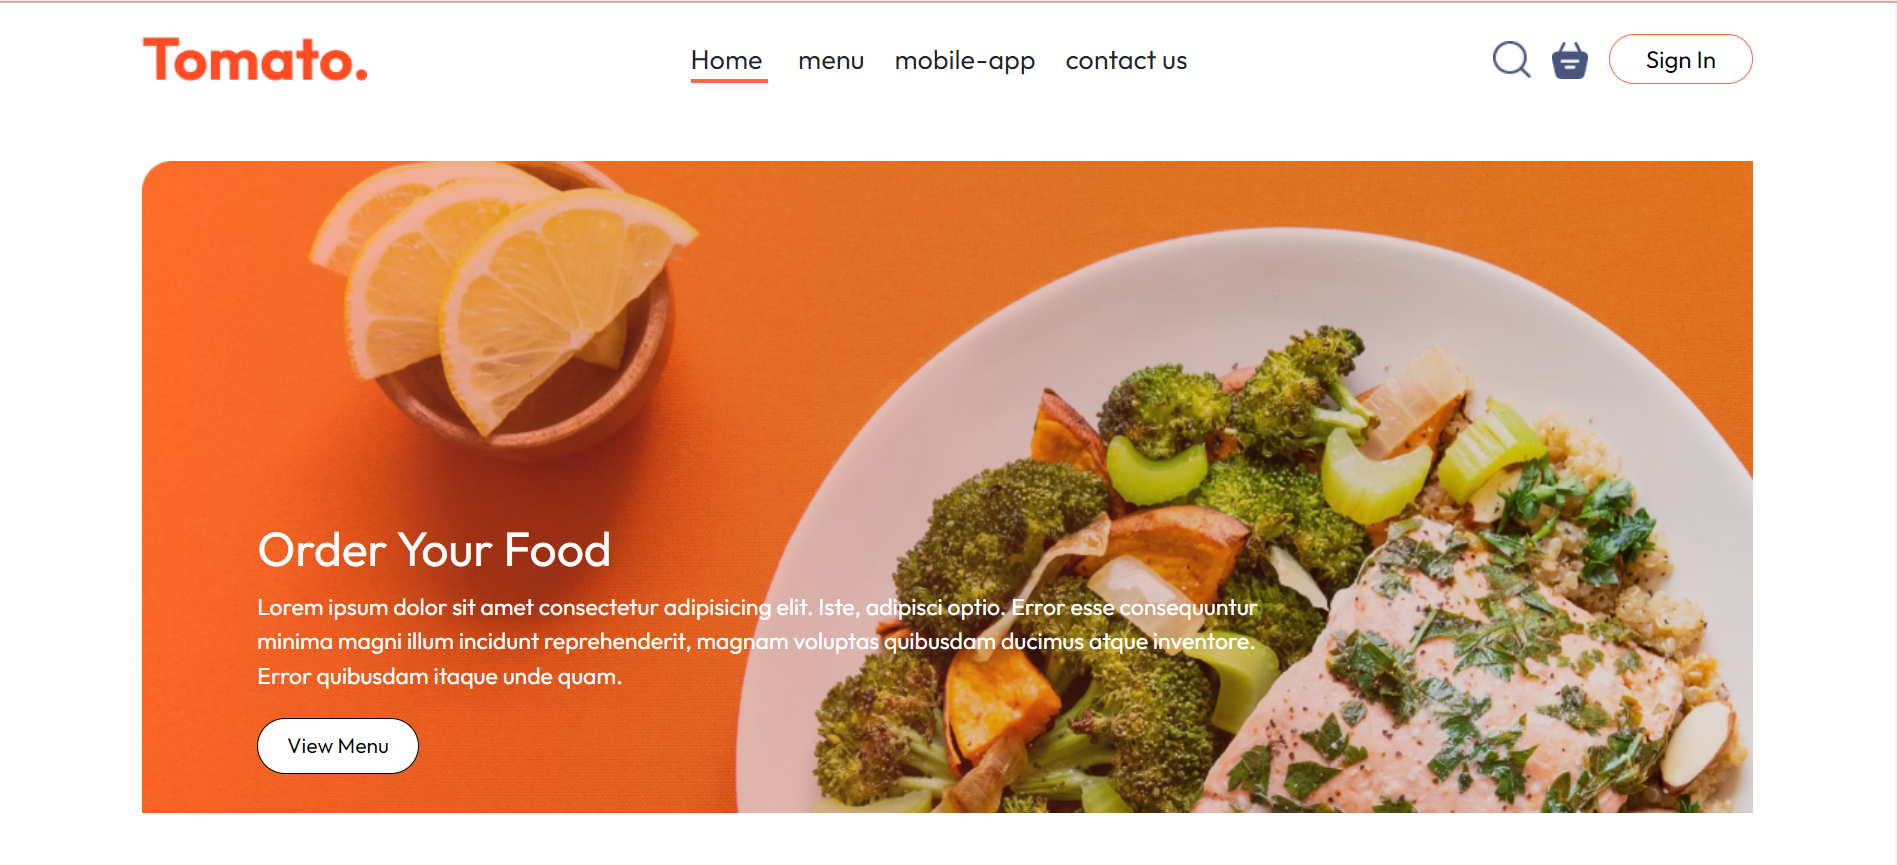 Tomato.
Home menu mobile-app contact us
Sign In
Order Your Food
Lorem ipsum dolor sit amet consectetur adipisicing elit. Iste, adipisci optio. Error esse consequuntur
minima magni illum incidunt reprehenderit, magnam voluptas quibusdam ducimus atque inventore.
Error quibusdam itaque unde quam.
View Menu